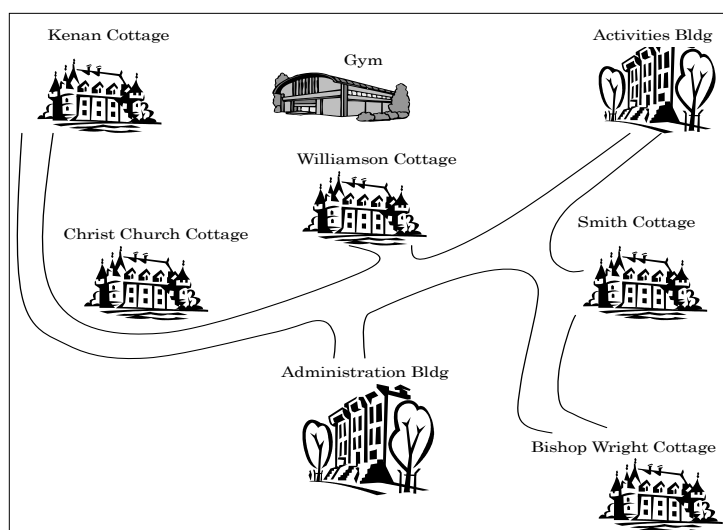 Kenan Cottage
Activities Bldg
Gym
Williamson Cottage
Christ Church Cottage
Smith Cottage
Administration Bldg
Bishop Wright Cottage